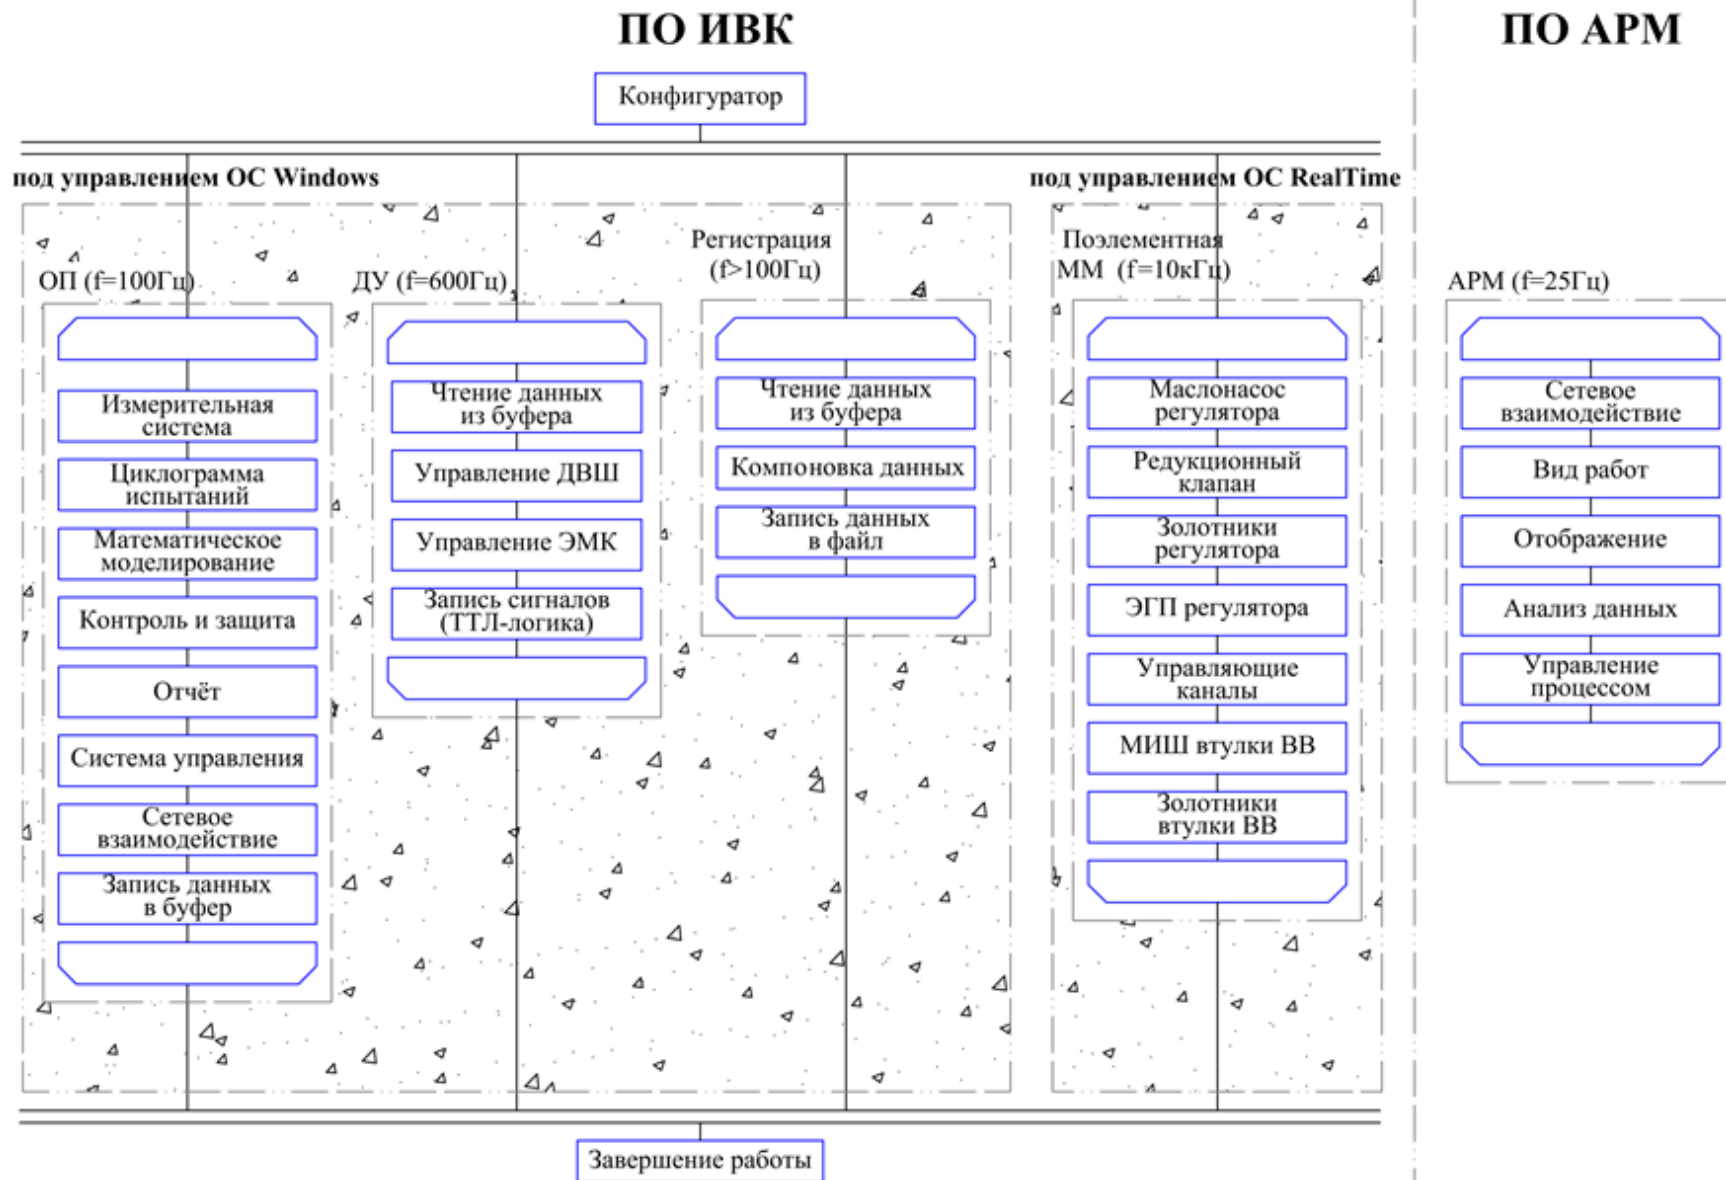 ПО ИВК
ПО АРМ
Конфигуратор
под управлением ОС Windows
под управлением ОС RealTime
ОП (f=100Гц)
Измерительная
система
Циклограмма
испытаний
Математическое
моделирование
Контроль и защита
Отчёт
Система управления
Сетевое
взаимодействие
Запись данных
в буфер
ДУ (f=600Гц)
Чтение данных
из буфера
Управление ДВШ
Управление ЭМК
Запись сигналов
(ТТЛ-логика)
Регистрация
(f>100Гц)
Чтение данных
из буфера
Компоновка данных
Запись данных
в файл
Поэлементная
ММ (f=10кГц)
Маслонасос
регулятора
Редукционный
клапан
Золотники
регулятора
ЭГП регулятора
Управляющие
каналы
МИШ втулки ВВ
Золотники
втулки ВВ
АРМ (f=25Гц)
Сетевое
взаимодействие
Вид работ
Отображение
Анализ данных
Управление
процессом
Завершение работы